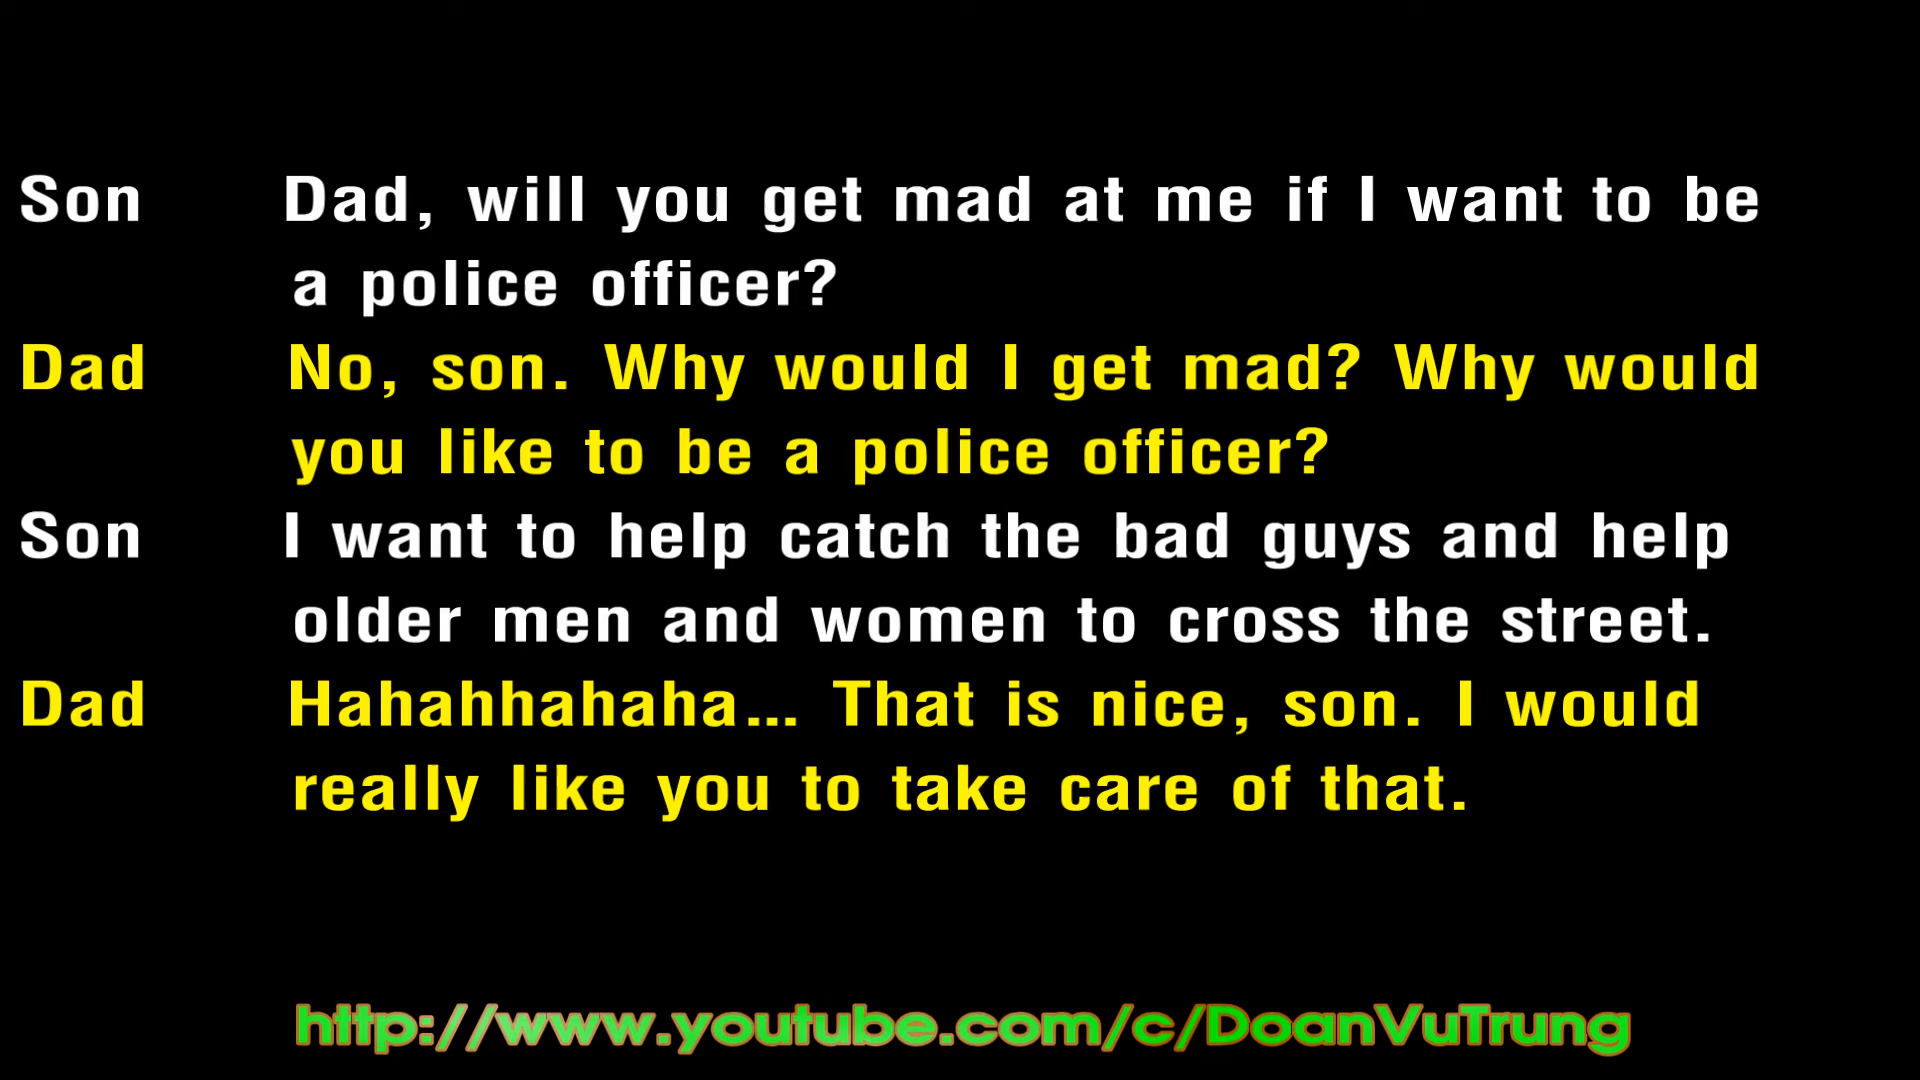 Son Dad, will you get mad at me if I want to be
a police officer?
Dad No, son. Why would I get mad? Why would
you like to be a police officer?
Son I want to help catch the bad guys and help
older men and women to cross the street.
Dad Hahahhahaha... That is nice, son. I would
really like you to take care of that.
http://www.youtube.com/c/DoanVuTrung